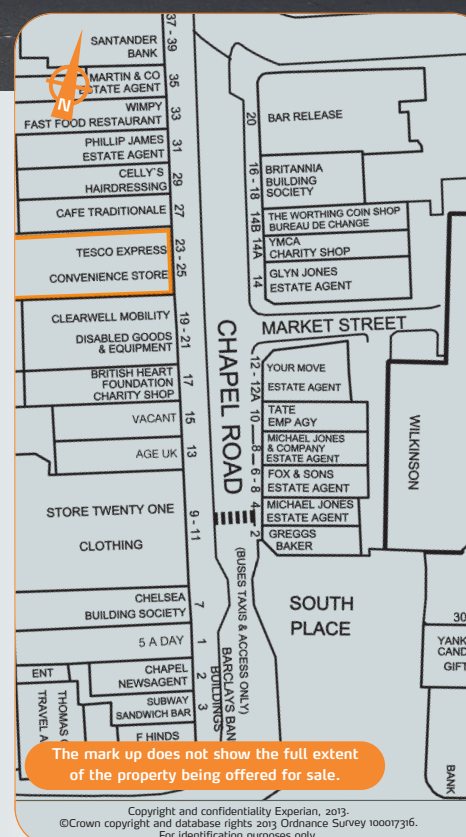 37 - 39
SANTANDER
BANK
35
MARTIN & CO
ESTATE AGENT
N
33
WIMPY
FAST FOOD RESTAURANT
31
PHILLIP JAMES
ESTATE AGENT
29
CELLY'S
HAIRDRESSING
27
CAFE TRADITIONALE
23 - 25
TESCO EXPRESS
CONVENIENCE STORE
19 - 21
CLEARWELL MOBILITY
DISABLED GOODS
& EQUIPMENT
17
BRITISH HEART
FOUNDATION
CHARITY SHOP
15
VACANT
13
AGE UK
9 - 11
STORE TWENTY ONE
CLOTHING
7
CHELSEA
BUILDING SOCIETY
1
5 A DAY
2
CHAPEL
NEWSAGENT
ENT
3
SUBWAY
SANDWICH BAR
F HINDS
THOMAS
TRAVEL A
CHAPEL ROAD
(BUSES TAXIS & ACCESS ONLY)
BUILDINGS
BARCLAYS BAN
20
BAR RELEASE
16 - 18
BRITANNIA
BUILDING
SOCIETY
14B
THE WORTHING COIN SHOP
BUREAU DE CHANGE
14A
YMCA
CHARITY SHOP
14
GLYN JONES
ESTATE AGENT
MARKET STREET
12 - 12A
YOUR MOVE
ESTATE AGENT
10
TATE
EMP AGY
8
MICHAEL JONES
& COMPANY
ESTATE AGENT
6 - 8
FOX & SONS
ESTATE AGENT
4
MICHAEL JONES
ESTATE AGENT
2
GREGGS
BAKER
WILKINSON
SOUTH
PLACE
30
YANK
CAND
GIFT
BANK
The mark up does not show the full extent
of the property being offered for sale.
Copyright and confidentiality Experian, 2013.
©Crown copyright and database rights 2013 Ordnance Survey 100017316.
For identification purposes only